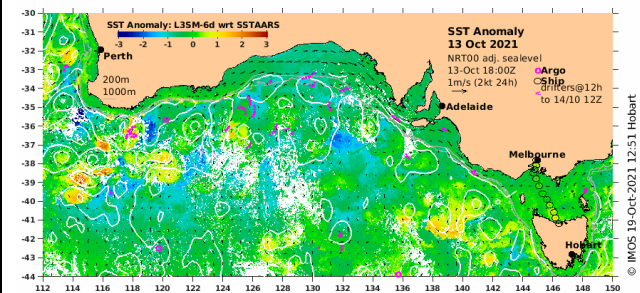 SST Anomaly: L3SM-6d wrt SSTAARS
-3 -2 -1 0 1 2 3
SST Anomaly
13 Oct 2021
NRT00 adj. sealevel
13-Oct 18:00Z
1m/s (2kt 24h)
Argo
Ship
drifters@12h
to 14/10 12Z
Perth
200m
1000m
Adelaide
Melbourne
Hobart
-30
-31
-32
-33
-34
-35
-36
-37
-38
-39
-40
-41
-42
-43
-44
112 114 116 118 120 122 124 126 128 130 132 134 136 138 140 142 144 146 148 150
© IMOS 19-Oct-2021 12:51 Hobart